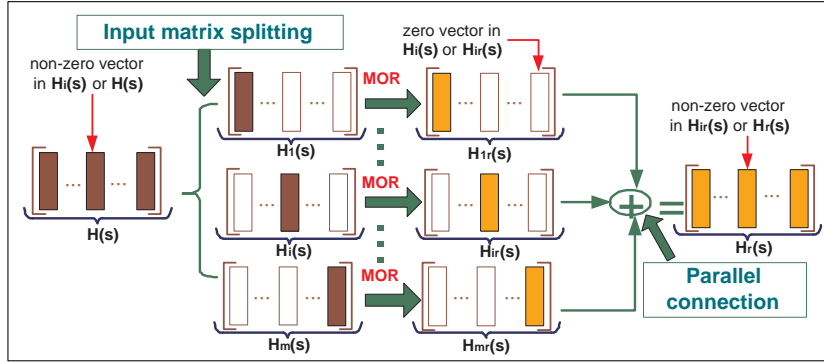 Input matrix splitting
non-zero vector
in Hi(s) or H(s)
zero vector in
Hi(s) or Hir(s)
non-zero vector
in Hir(s) or Hr(s)
MOR
... ...
... ...
H1(s)
H1r(s)
... ...
H(s)
MOR
... ...
... ...
Hi(s)
Hir(s)
+
=
... ...
Hr(s)
MOR
... ...
... ...
Hm(s)
Hmr(s)
Parallel
connection